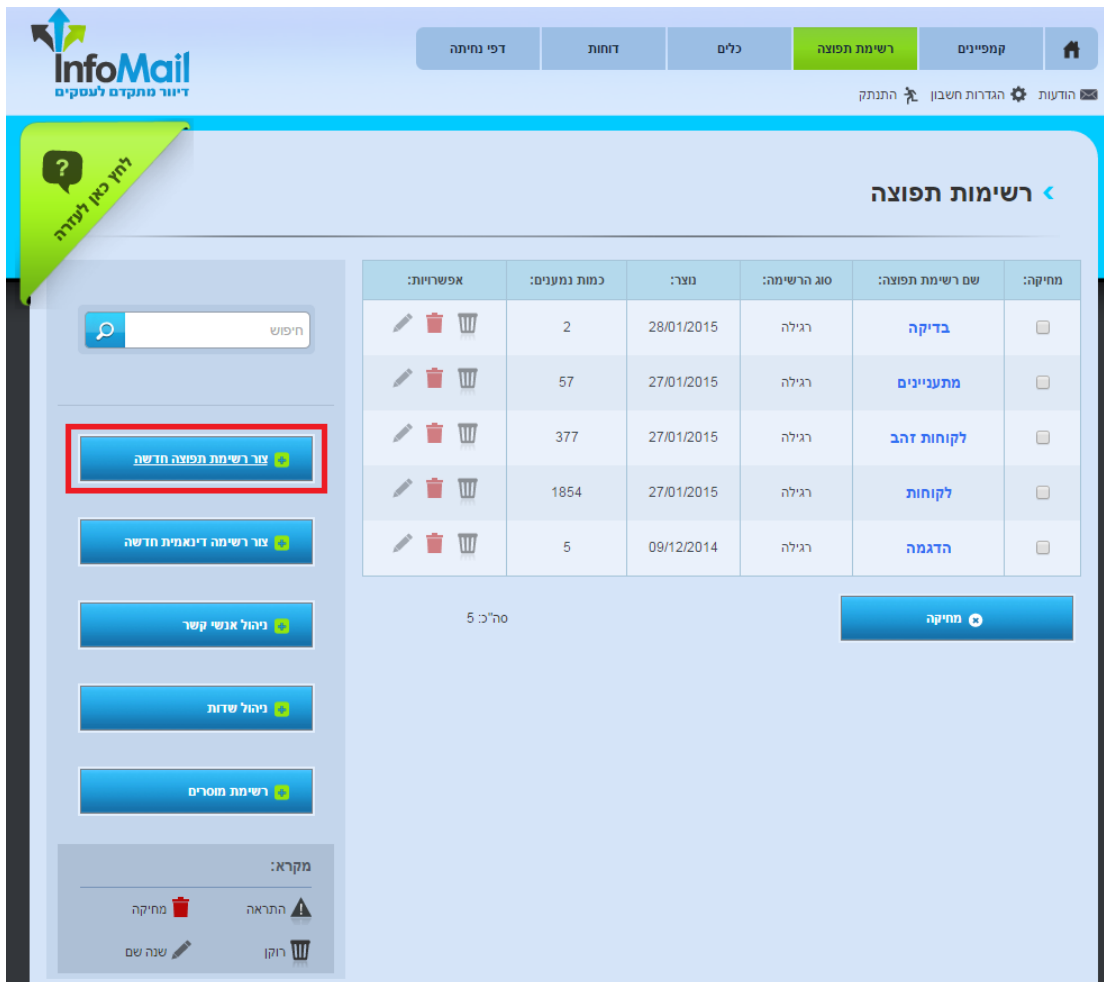 InfoMail
דיוור מתקדם לעסקים
קמפיינים רשימת תפוצה כלים דוחות דפי נחיתה
הודעות הגדרות חשבון התנתק
? לחץ כאן לעזרה
רשימות תפוצה
מחיקה: שם רשימת תפוצה: סוג הרשימה: נוצר: כמות נמענים: אפשרויות:
בדיקה רגילה 28/01/2015 2
מתעניינים רגילה 27/01/2015 57
לקוחות זהב רגילה 27/01/2015 377
לקוחות רגילה 27/01/2015 1854
הדגמה רגילה 09/12/2014 5
מחיקה סה"כ: 5
חיפוש
צור רשימת תפוצה חדשה
צור רשימה דינאמית חדשה
ניהול אנשי קשר
ניהול שדות
רשימת מוסרים
מקרא:
התראה מחיקה
רוקן שנה שם